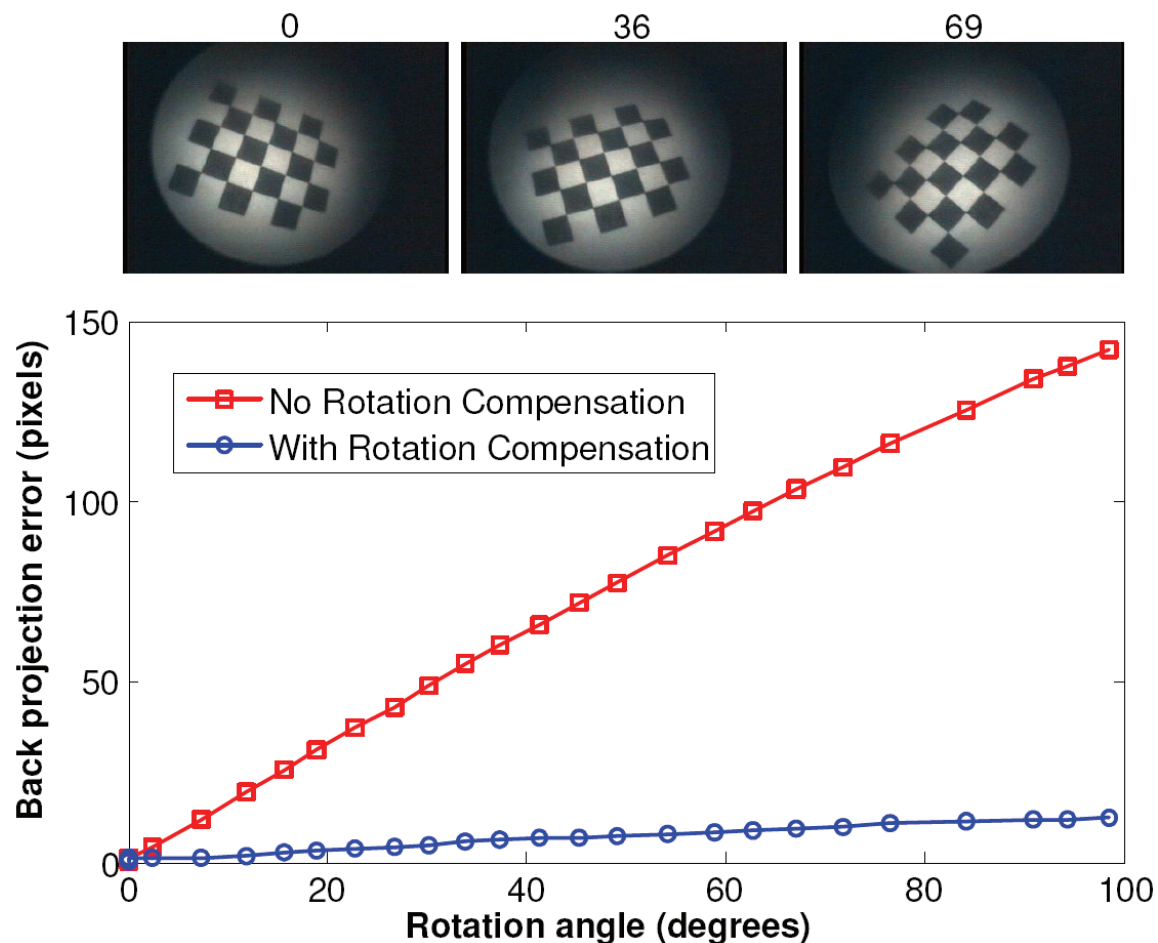 0 36 69
150
100
50
0
No Rotation Compensation
With Rotation Compensation
Back projection error (pixels)
0 20 40 60 80 100
Rotation angle (degrees)